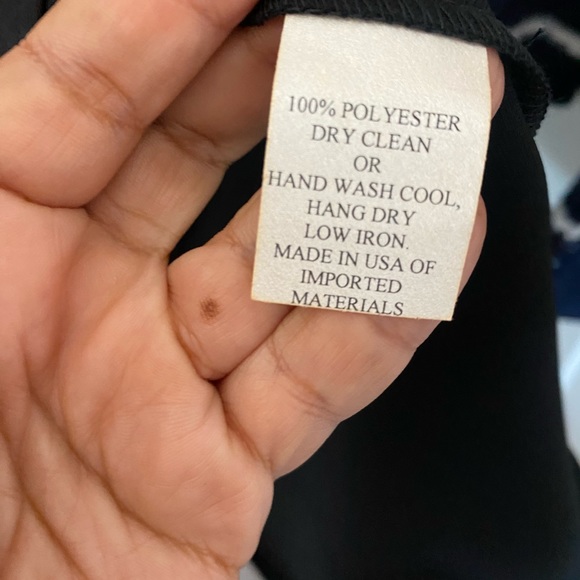 100% POLYESTER
DRY CLEAN
OR
HAND WASH COOL,
HANG DRY
LOW IRON.
MADE IN USA OF
IMPORTED
MATERIALS